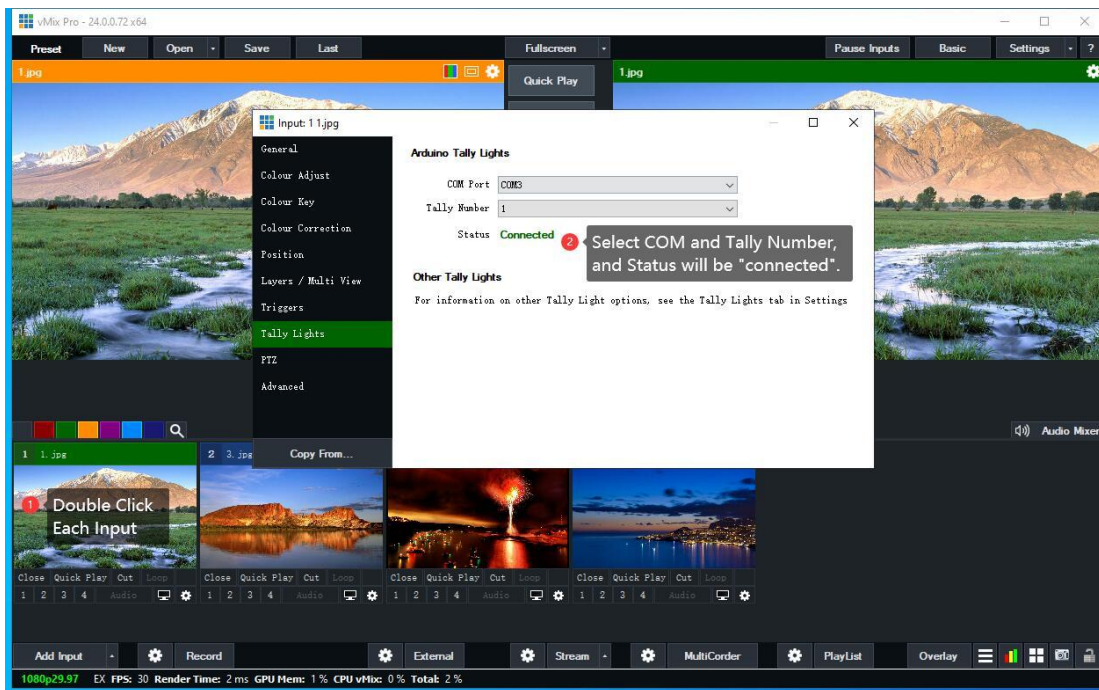 vMix Pro - 24.0.0.72 x64
Preset New Open Save Last Fullscreen Pause Inputs Basic Settings ?
1.jpg
Quick Play
1.jpg
Input: 1 1.jpg
General
Colour Adjust
Colour Key
Colour Correction
Position
Layers / Multi View
Triggers
Tally Lights
PTZ
Advanced
Copy From...
Arduino Tally Lights
COM Port COM3
Tally Number 1
Status Connected
2 Select COM and Tally Number,
and Status will be "connected".
Other Tally Lights
For information on other Tally Light options, see the Tally Lights tab in Settings
Audio Mixer
1 1.jpg
2 3.jpg
1 Double Click
Each Input
Close Quick Play Cut Loop Close Quick Play Cut Loop Close Quick Play Cut Loop Close Quick Play Cut Loop
1 2 3 4 Audio 1 2 3 4 Audio 1 2 3 4 Audio 1 2 3 4 Audio
Add Input Record External Stream MultiCorder PlayList Overlay
1080p29.97 EX FPS: 30 Render Time: 2 ms GPU Mem: 1 % CPU vMix: 0 % Total: 2 %